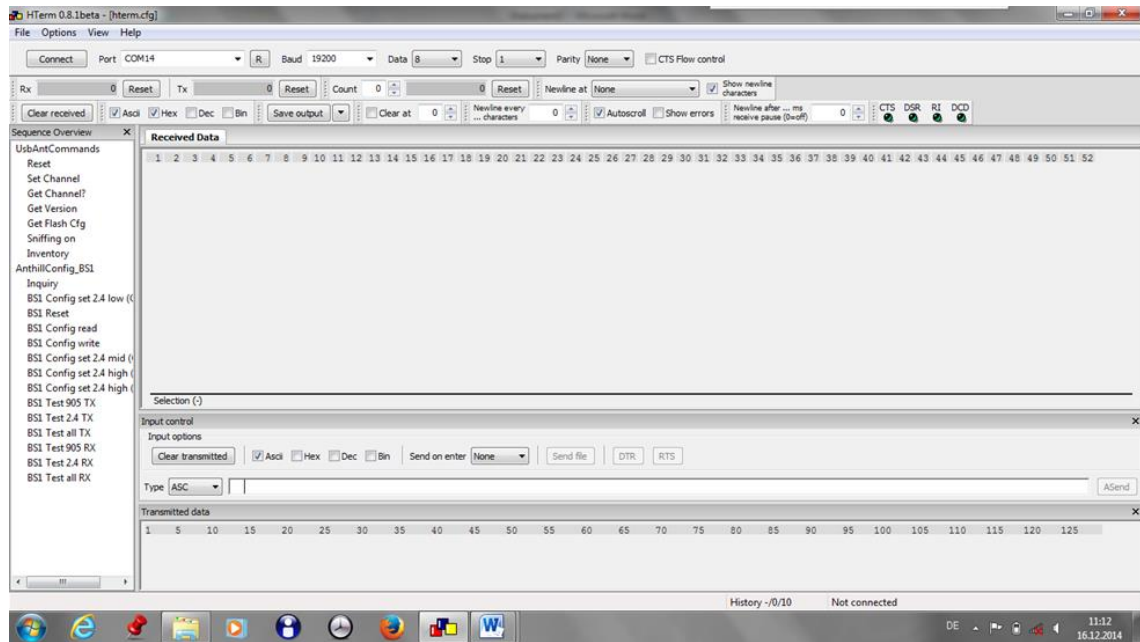 HTerm 0.8.1beta - [hterm.cfg]
File Options View Help
Connect Port COM14 R Baud 19200 Data 8 Stop 1 Parity None CTS Flow control
Rx 0 Reset Tx 0 Reset Count 0 0 Reset Newline at None Show newline characters
Clear received Ascii Hex Dec Bin Save output Clear at 0 Newline every ... characters 0 Autoscroll Show errors Newline after ... ms receive pause (0=off) 0 CTS DSR RI DCD
Sequence Overview
UsbAntCommands
Reset
Set Channel
Get Channel?
Get Version
Get Flash Cfg
Sniffing on
Inventory
AnthillConfig_BS1
Inquiry
BS1 Config set 2.4 low (
BS1 Reset
BS1 Config read
BS1 Config write
BS1 Config set 2.4 mid (
BS1 Config set 2.4 high (
BS1 Config set 2.4 high (
BS1 Test 905 TX
BS1 Test 2.4 TX
BS1 Test all TX
BS1 Test 905 RX
BS1 Test 2.4 RX
BS1 Test all RX
Received Data
1 2 3 4 5 6 7 8 9 10 11 12 13 14 15 16 17 18 19 20 21 22 23 24 25 26 27 28 29 30 31 32 33 34 35 36 37 38 39 40 41 42 43 44 45 46 47 48 49 50 51 52
Selection (-)
Input control
Input options
Clear transmitted Ascii Hex Dec Bin Send on enter None Send file DTR RTS
Type ASC ASend
Transmitted data
1 5 10 15 20 25 30 35 40 45 50 55 60 65 70 75 80 85 90 95 100 105 110 115 120 125
History -/0/10 Not connected
DE 11:12
16.12.2014